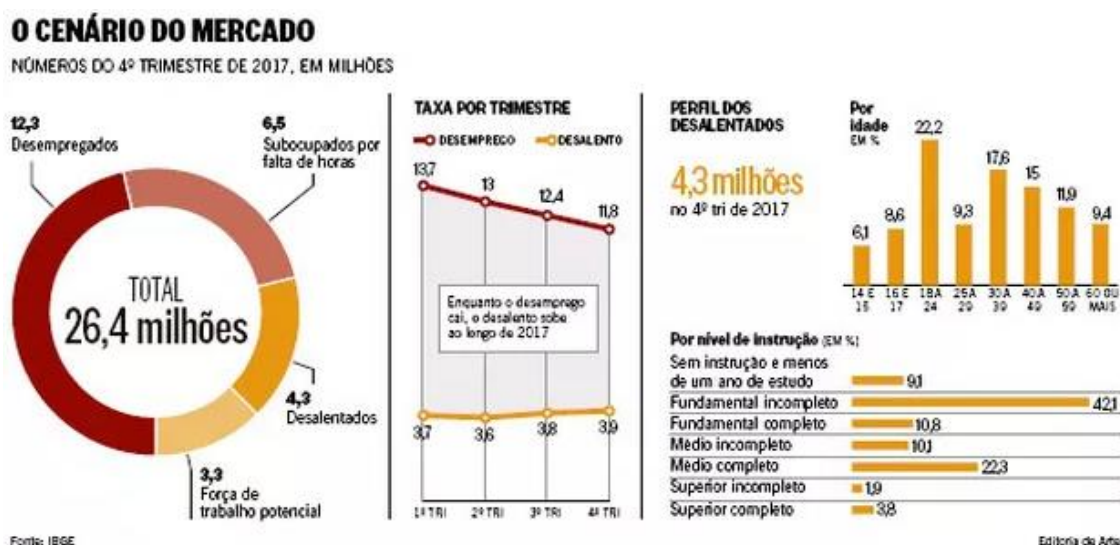 O CENÁRIO DO MERCADO
NÚMEROS DO 4º TRIMESTRE DE 2017, EM MILHÕES
12,3
Desempregados
6,5
Subocupados por
falta de horas
TOTAL
26,4 milhões
4,3
Desalentados
3,3
Força de
trabalho potencial
TAXA POR TRIMESTRE
DESEMPREGO DESALENTO
13,7 13 12,4 11,8
Enquanto o desemprego
cai, o desalento sobe
ao longo de 2017
3,7 3,6 3,8 3,9
1º TRI 2º TRI 3º TRI 4º TRI
PERFIL DOS
DESALENTADOS
4,3 milhões
no 4º tri de 2017
Por
idade
EM %
6,1 8,6 22,2 9,3 17,6 15 11,9 9,4
14 E 16 E 18 A 25 A 30 A 40 A 50 A 60 OU
15 17 24 29 39 49 59 MAIS
Por nível de instrução (EM %)
Sem instrução e menos
de um ano de estudo 9,1
Fundamental incompleto 42,1
Fundamental completo 10,8
Médio incompleto 10,1
Médio completo 22,3
Superior incompleto 1,9
Superior completo 3,8
Fonte: IBGE
Editoria de Arte